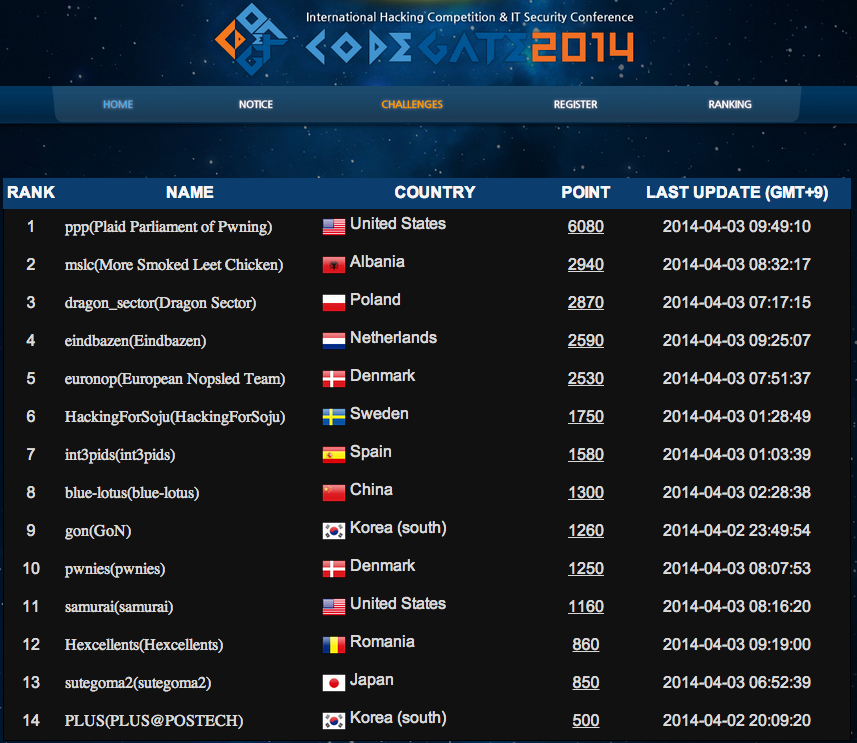 International Hacking Competition & IT Security Conference
CODEGATE2014
HOME NOTICE CHALLENGES REGISTER RANKING
RANK NAME COUNTRY POINT LAST UPDATE (GMT+9)
1 ppp(Plaid Parliament of Pwning) United States 6080 2014-04-03 09:49:10
2 mslc(More Smoked Leet Chicken) Albania 2940 2014-04-03 08:32:17
3 dragon_sector(Dragon Sector) Poland 2870 2014-04-03 07:17:15
4 eindbazen(Eindbazen) Netherlands 2590 2014-04-03 09:25:07
5 euronop(European Nopsled Team) Denmark 2530 2014-04-03 07:51:37
6 HackingForSoju(HackingForSoju) Sweden 1750 2014-04-03 01:28:49
7 int3pids(int3pids) Spain 1580 2014-04-03 01:03:39
8 blue-lotus(blue-lotus) China 1300 2014-04-03 02:28:38
9 gon(GoN) Korea (south) 1260 2014-04-02 23:49:54
10 pwnies(pwnies) Denmark 1250 2014-04-03 08:07:53
11 samurai(samurai) United States 1160 2014-04-03 08:16:20
12 Hexcellents(Hexcellents) Romania 860 2014-04-03 09:19:00
13 sutegoma2(sutegoma2) Japan 850 2014-04-03 06:52:39
14 PLUS(PLUS@POSTECH) Korea (south) 500 2014-04-02 20:09:20